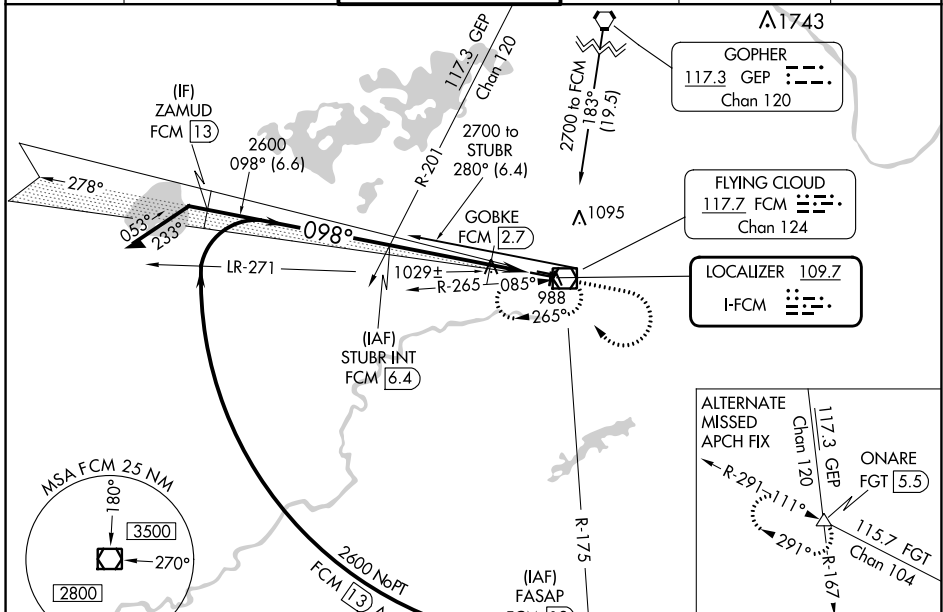 1743
GOPHER
117.3 GEP
Chan 120
117.3 GEP
Chan 120
R-201
2700 to FCM
183°
(19.5)
(IF)
ZAMUD
FCM 13
2600
098° (6.6)
2700 to
STUBR
280° (6.4)
278°
053°
233°
098°
GOBKE
FCM 2.7
1095
FLYING CLOUD
117.7 FCM
Chan 124
LR-271
1029±
R-265
085°
988
265°
LOCALIZER 109.7
I-FCM
(IAF)
STUBR INT
FCM 6.4
ALTERNATE
MISSED
APCH FIX
117.3 GEP
Chan 120
ONARE
FGT 5.5
R-291
111°
291°
115.7 FGT
Chan 104
R-167
MSA FCM 25 NM
180°
3500
270°
2800
2600 NoPT
FCM 13
R-175
(IAF)
FASAP